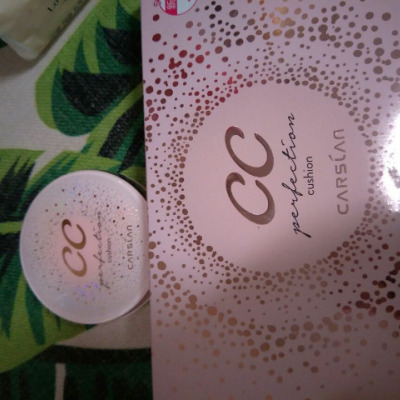 CC
perfection
cushion
CARSLAN
CC
perfection
cushion
CARSLAN